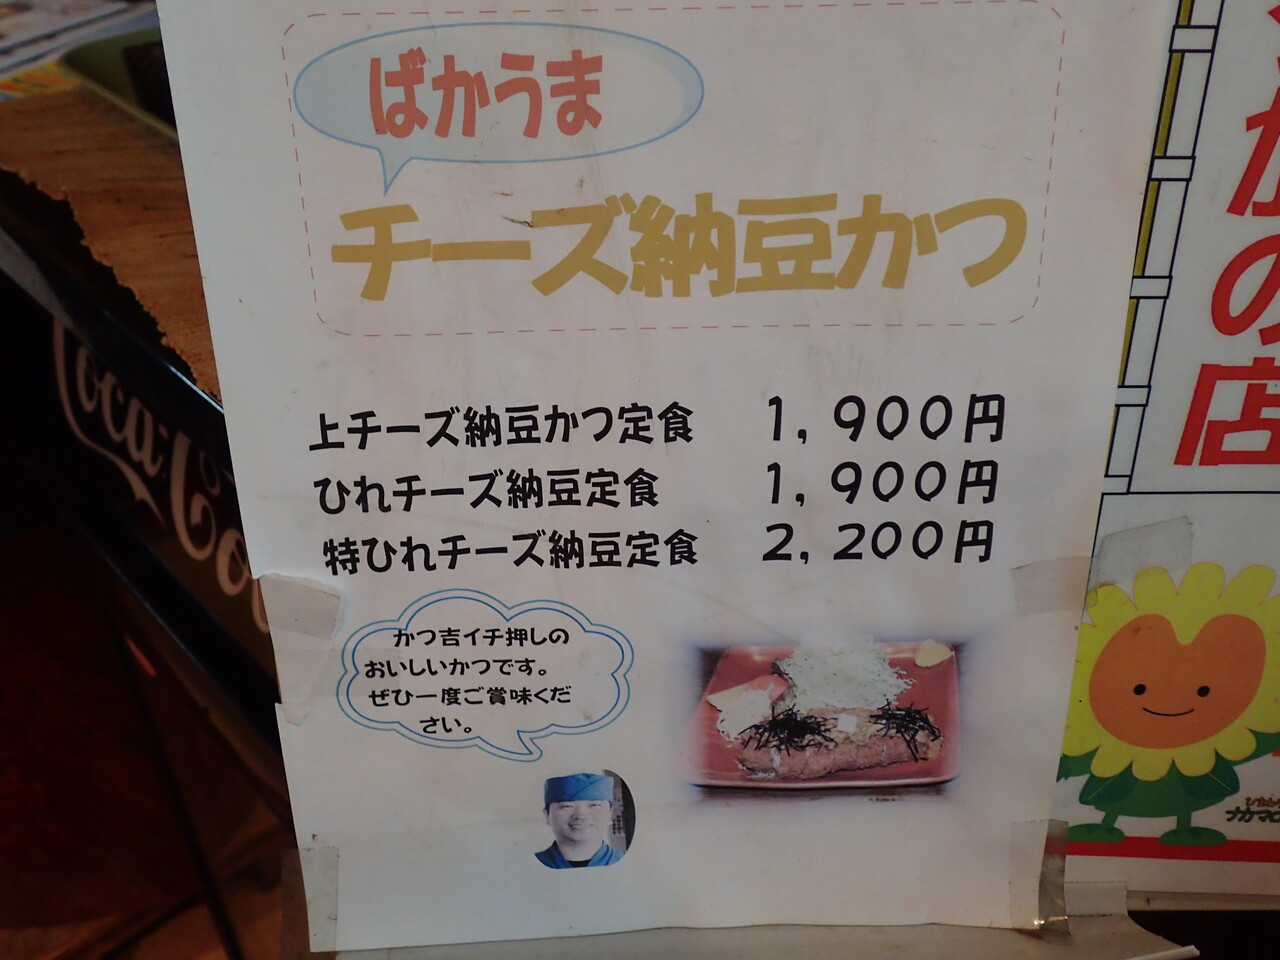 ばかうま
チーズ納豆かつ
上チーズ納豆かつ定食 1,900円
ひれチーズ納豆定食 1,900円
特ひれチーズ納豆定食 2,200円
かつ吉イチ押しの
おいしいかつです。
ぜひ一度ご賞味くだ
さい。
Coca-Co
の店